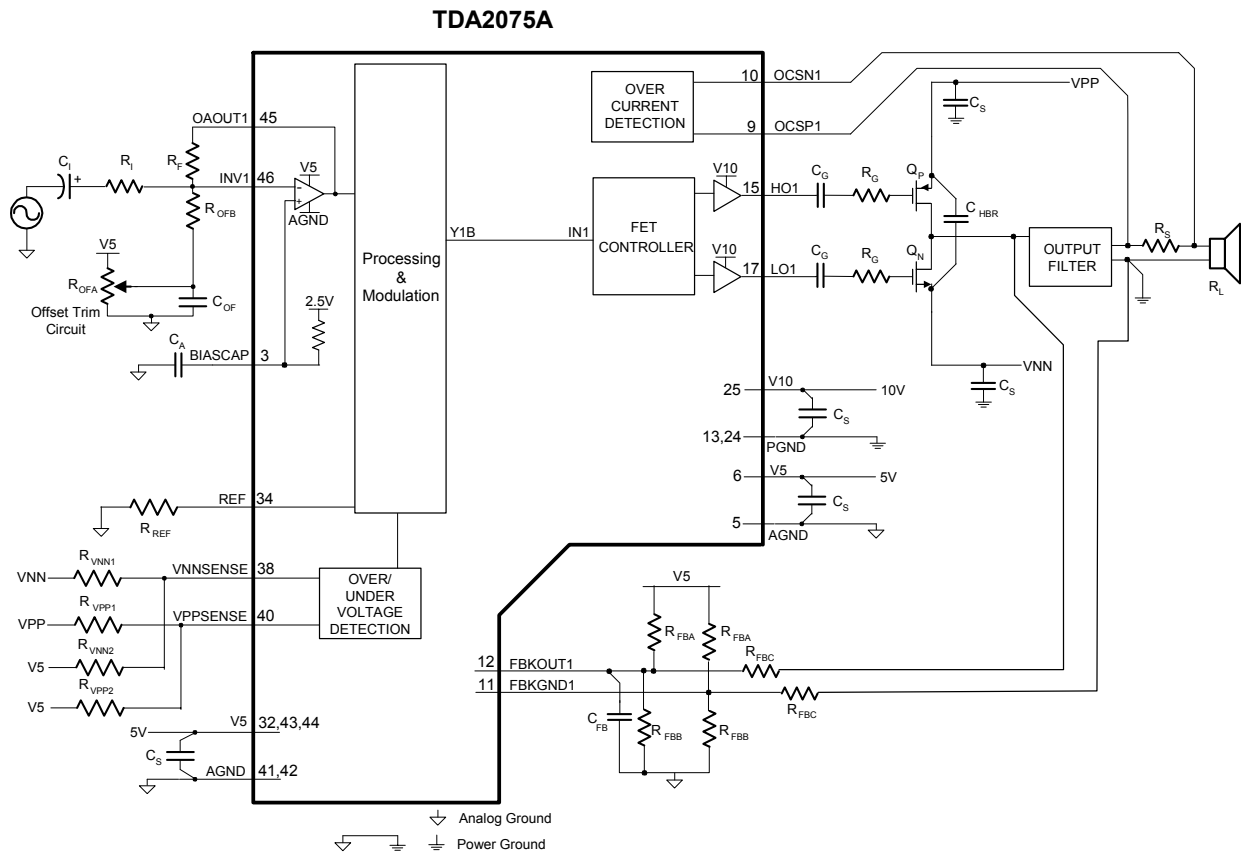 TDA2075A
OAOUT1 45
INV1 46
C_I
+
R_I
R_F
R_OFB
V5
R_OFA
C_OF
Offset Trim
Circuit
C_A
BIASCAP 3
V5
-
+
AGND
2.5V
Processing
&
Modulation
Y1B
IN1
OVER
CURRENT
DETECTION
10 OCSN1
9 OCSP1
FET
CONTROLLER
V10
15 HO1
V10
17 LO1
C_G
R_G
Q_P
C_G
R_G
Q_N
C_S
VPP
C_HBR
OUTPUT
FILTER
R_S
R_L
VNN
C_S
25 V10
10V
C_S
13,24
PGND
6 V5
5V
C_S
5
AGND
REF 34
R_REF
VNN
R_VNN1
VNNSENSE 38
VPP
R_VPP1
VPPSENSE 40
V5
R_VNN2
V5
R_VPP2
OVER/
UNDER
VOLTAGE
DETECTION
5V
V5 32,43,44
C_S
AGND 41,42
V5
R_FBA
R_FBA
12 FBKOUT1
R_FBC
11 FBKGND1
R_FBC
C_FB
R_FBB
R_FBB
Analog Ground
Power Ground